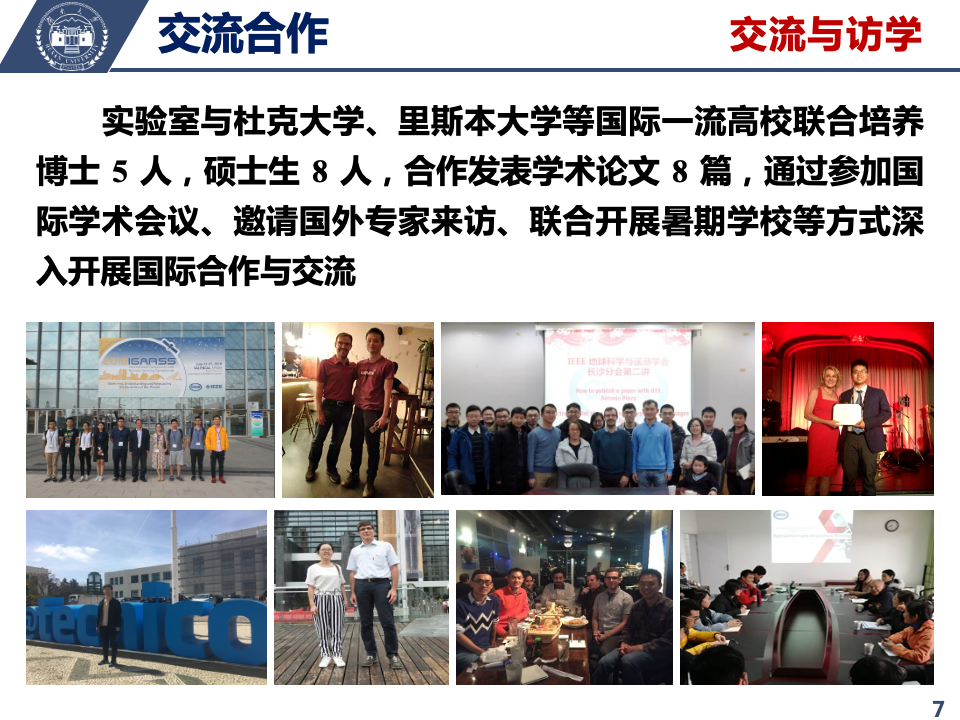 交流合作
交流与访学
实验室与杜克大学、里斯本大学等国际一流高校联合培养
博士 5 人，硕士生 8 人，合作发表学术论文 8 篇，通过参加国
际学术会议、邀请国外专家来访、联合开展暑期学校等方式深
入开展国际合作与交流
IGARSS
IEEE 地球科学与遥感学会
长沙分会第二讲
How to publish a paper with IEEE
Antonio Plaza
@tecnico
7